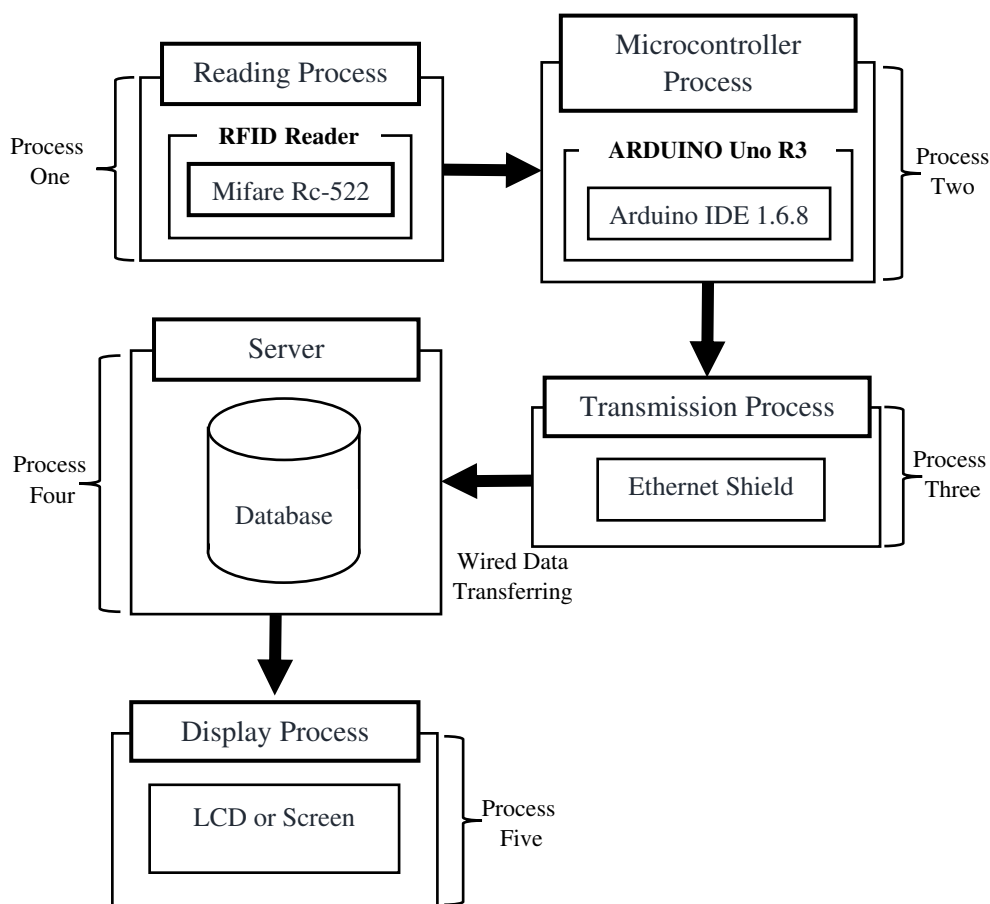 Process
One
Reading Process
RFID Reader
Mifare Rc-522
Microcontroller
Process
ARDUINO Uno R3
Arduino IDE 1.6.8
Process
Two
Transmission Process
Ethernet Shield
Process
Three
Wired Data
Transferring
Server
Database
Process
Four
Display Process
LCD or Screen
Process
Five